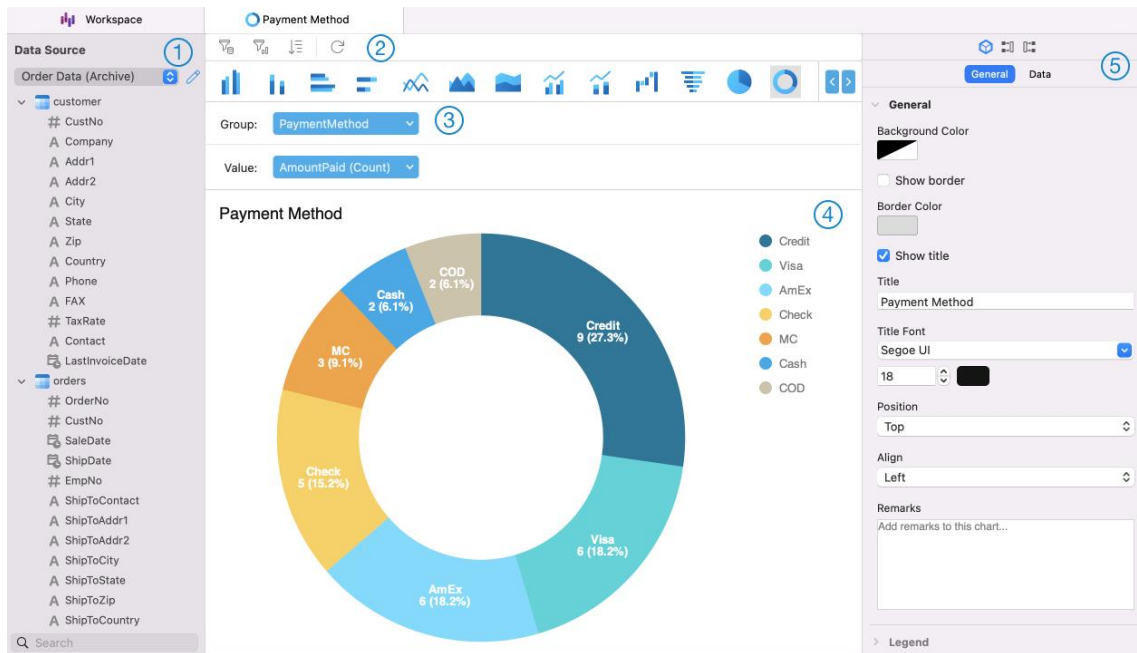 Workspace
Payment Method
Data Source
1
Order Data (Archive)
customer
CustNo
Company
Addr1
Addr2
City
State
Zip
Country
Phone
FAX
TaxRate
Contact
LastInvoiceDate
orders
OrderNo
CustNo
SaleDate
ShipDate
EmpNo
ShipToContact
ShipToAddr1
ShipToAddr2
ShipToCity
ShipToState
ShipToZip
ShipToCountry
Search
2
Group: PaymentMethod
3
Value: AmountPaid (Count)
Payment Method
4
COD
2 (6.1%)
Cash
2 (6.1%)
MC
3 (9.1%)
Credit
9 (27.3%)
Check
5 (15.2%)
Visa
6 (18.2%)
AmEx
6 (18.2%)
Credit
Visa
AmEx
Check
MC
Cash
COD
General Data
5
General
Background Color
Show border
Border Color
Show title
Title
Payment Method
Title Font
Segoe UI
18
Position
Top
Align
Left
Remarks
Add remarks to this chart...
Legend